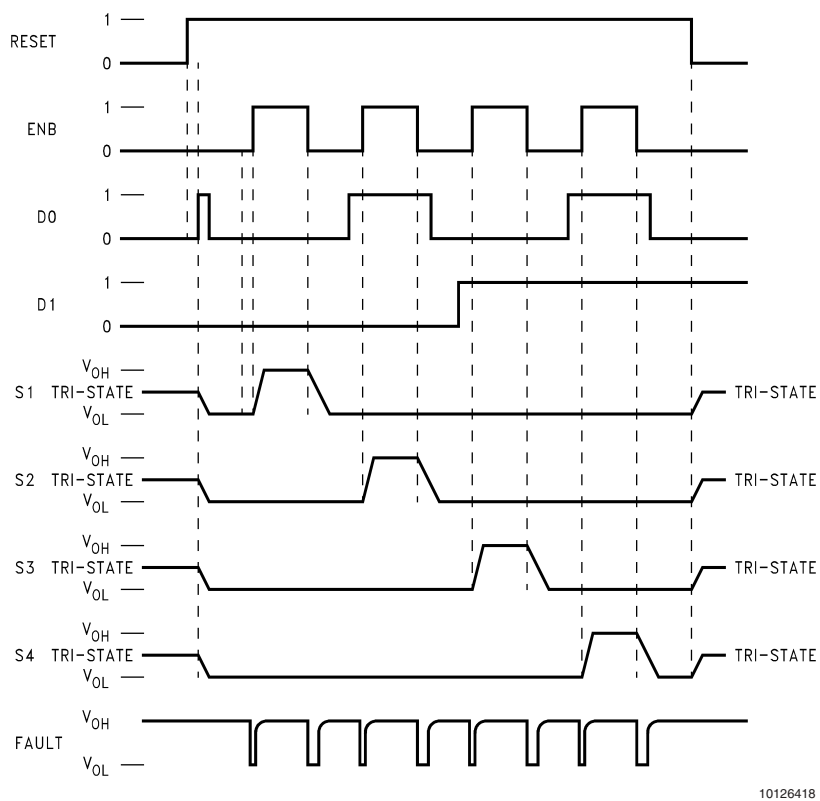 1
RESET
0
1
ENB
0
1
D0
0
1
D1
0
VOH
S1 TRI-STATE TRI-STATE
VOL
VOH
S2 TRI-STATE TRI-STATE
VOL
VOH
S3 TRI-STATE TRI-STATE
VOL
VOH
S4 TRI-STATE TRI-STATE
VOL
VOH
FAULT
VOL
10126418